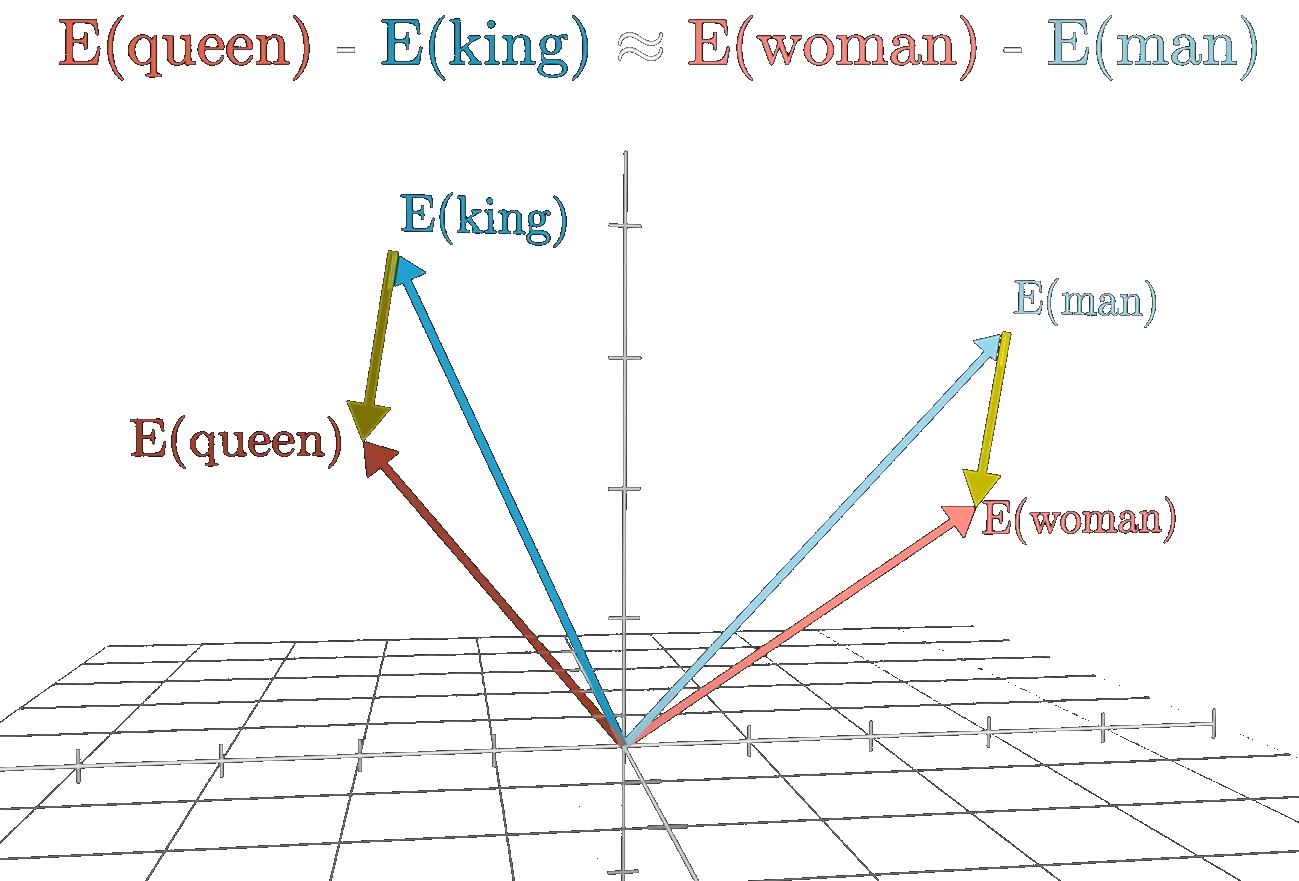 E(queen) - E(king) ≈ E(woman) - E(man)
E(king)
E(man)
E(queen)
E(woman)